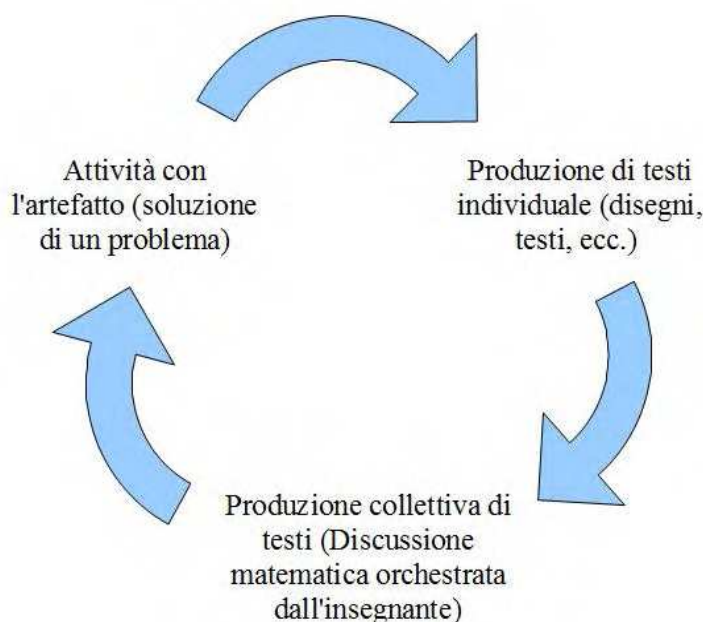 Attività con
l'artefatto (soluzione
di un problema)
Produzione di testi
individuale (disegni,
testi, ecc.)
Produzione collettiva di
testi (Discussione
matematica orchestrata
dall'insegnante)